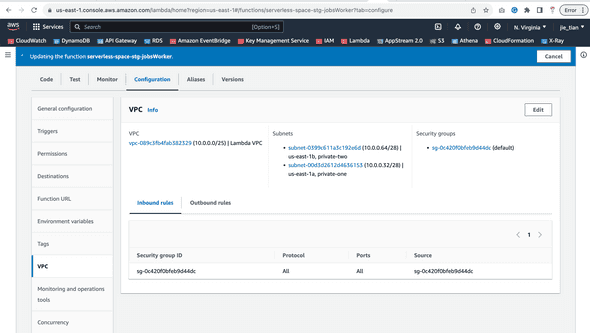 us-east-1.console.aws.amazon.com/lambda/home?region=us-east-1#/functions/serverless-space-stg-jobsWorker?tab=configure
Error
aws
Services
Search
[Option+S]
N. Virginia
jie_tian
CloudWatch
DynamoDB
API Gateway
RDS
Amazon EventBridge
Key Management Service
IAM
Lambda
AppStream 2.0
S3
Athena
CloudFormation
X-Ray
Updating the function serverless-space-stg-jobsWorker.
Cancel
Code
Test
Monitor
Configuration
Aliases
Versions
General configuration
Triggers
Permissions
Destinations
Function URL
Environment variables
Tags
VPC
Monitoring and operations
tools
Concurrency
VPC Info
Edit
VPC
vpc-089c3fb4fab382329 (10.0.0.0/25) | Lambda VPC
Subnets
subnet-0399c611a3c192e6d (10.0.0.64/28) |
us-east-1b, private-two
subnet-00d3d2612d4636153 (10.0.0.32/28) |
us-east-1a, private-one
Security groups
sg-0c420f0bfeb9d44dc (default)
Inbound rules
Outbound rules
1
Security group ID
Protocol
Ports
Source
sg-0c420f0bfeb9d44dc
All
All
sg-0c420f0bfeb9d44dc